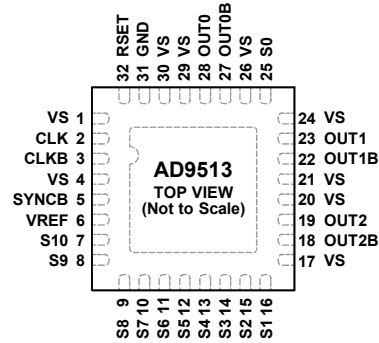 32 RSET
31 GND
30 VS
29 VS
28 OUT0
27 OUT0B
26 VS
25 S0
VS 1
CLK 2
CLKB 3
VS 4
SYNCB 5
VREF 6
S10 7
S9 8
AD9513
TOP VIEW
(Not to Scale)
24 VS
23 OUT1
22 OUT1B
21 VS
20 VS
19 OUT2
18 OUT2B
17 VS
S8 9
S7 10
S6 11
S5 12
S4 13
S3 14
S2 15
S1 16